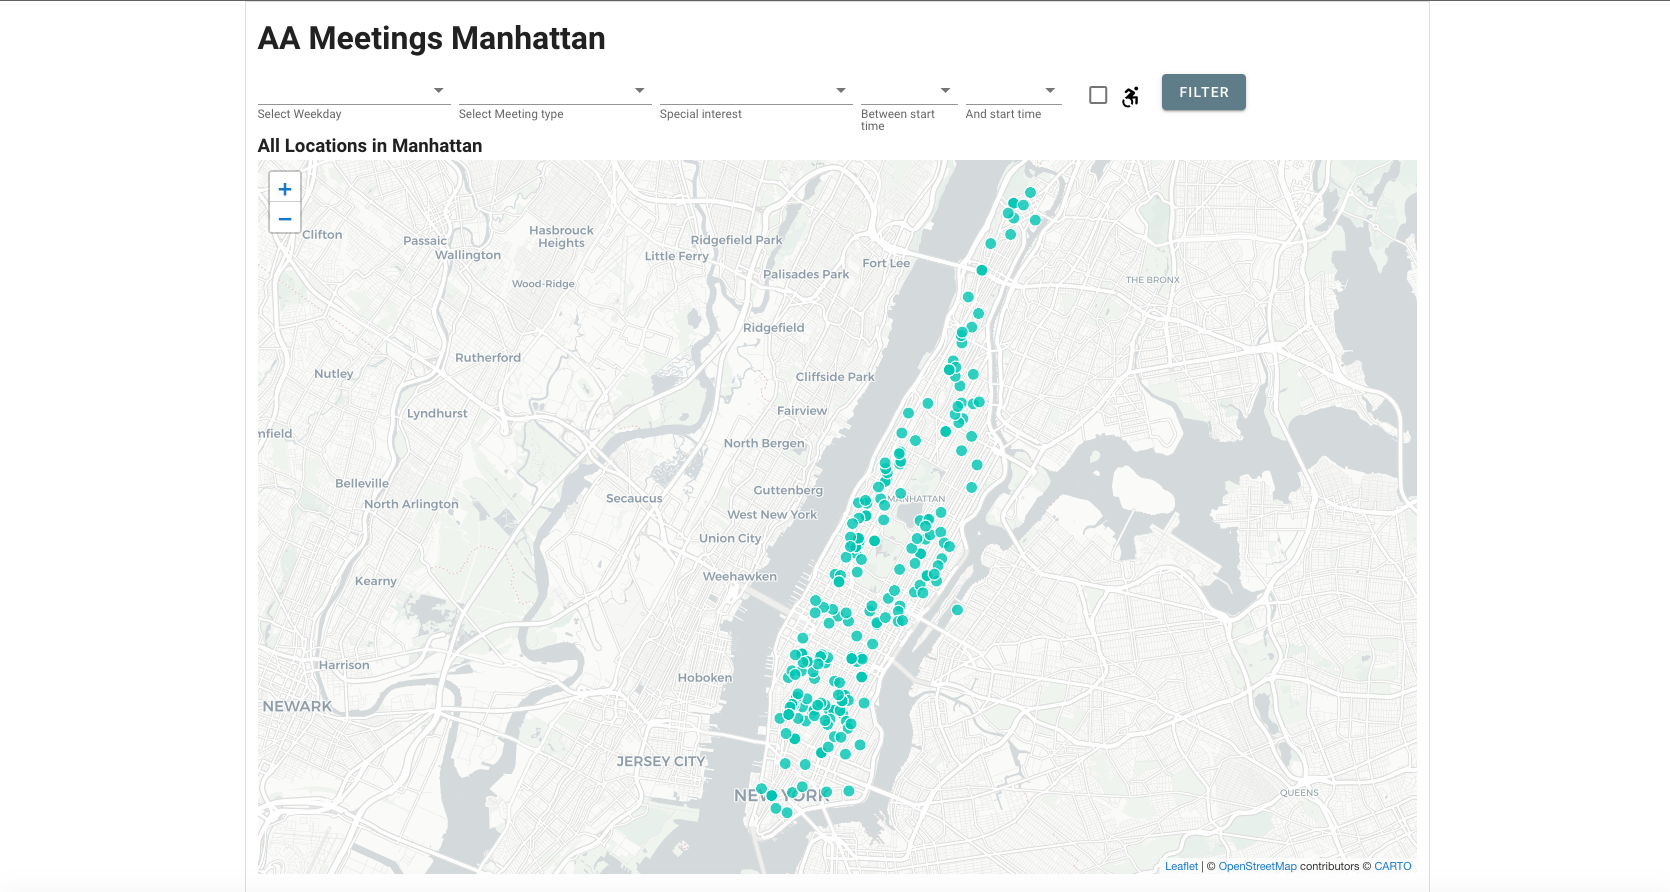 AA Meetings Manhattan
Select Weekday
Select Meeting type
Special interest
Between start
time
And start time
FILTER
All Locations in Manhattan
+
−
Clifton
Passaic
Wallington
Hasbrouck
Heights
Ridgefield Park
Little Ferry
Fort Lee
Palisades Park
Wood-Ridge
THE BRONX
Ridgefield
Rutherford
Nutley
Cliffside Park
Lyndhurst
Fairview
mfield
North Bergen
Belleville
North Arlington
Secaucus
Guttenberg
MANHATTAN
West New York
Union City
Kearny
Weehawken
Harrison
Hoboken
NEWARK
JERSEY CITY
NEW YORK
QUEENS
Leaflet | © OpenStreetMap contributors © CARTO